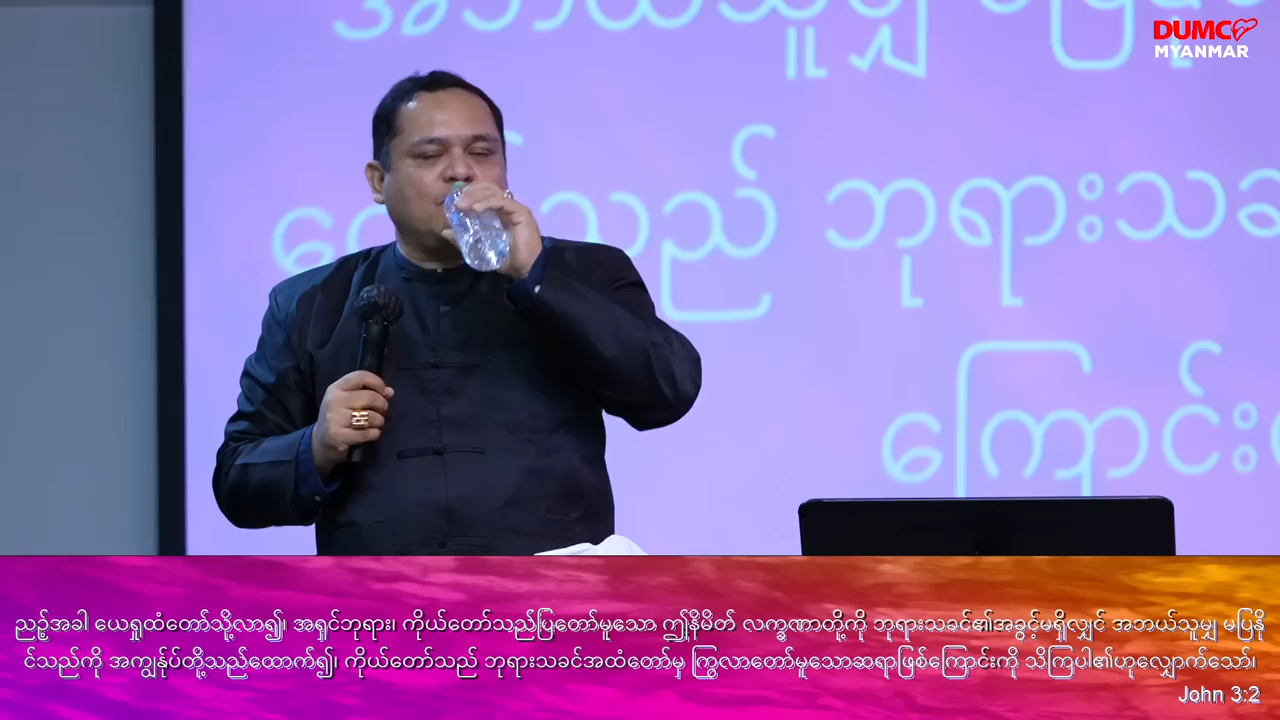 DUMC
MYANMAR
သည် ဘုရားသခ
ကြောင်း
ညဉ့်အခါ ယေရှုထံတော်သို့လာ၍၊ အရှင်ဘုရား၊ ကိုယ်တော်သည်ပြတော်မူသော ဤနိမိတ် လက္ခဏာတို့ကို ဘုရားသခင်၏အခွင့်မရှိလျှင် အဘယ်သူမျှ မပြနို
င်သည်ကို အကျွန်ုပ်တို့သည်ထောက်၍၊ ကိုယ်တော်သည် ဘုရားသခင်အထံတော်မှ ကြွလာတော်မူသောဆရာဖြစ်ကြောင်းကို သိကြပါ၏ဟုလျှောက်သော်၊
John 3:2